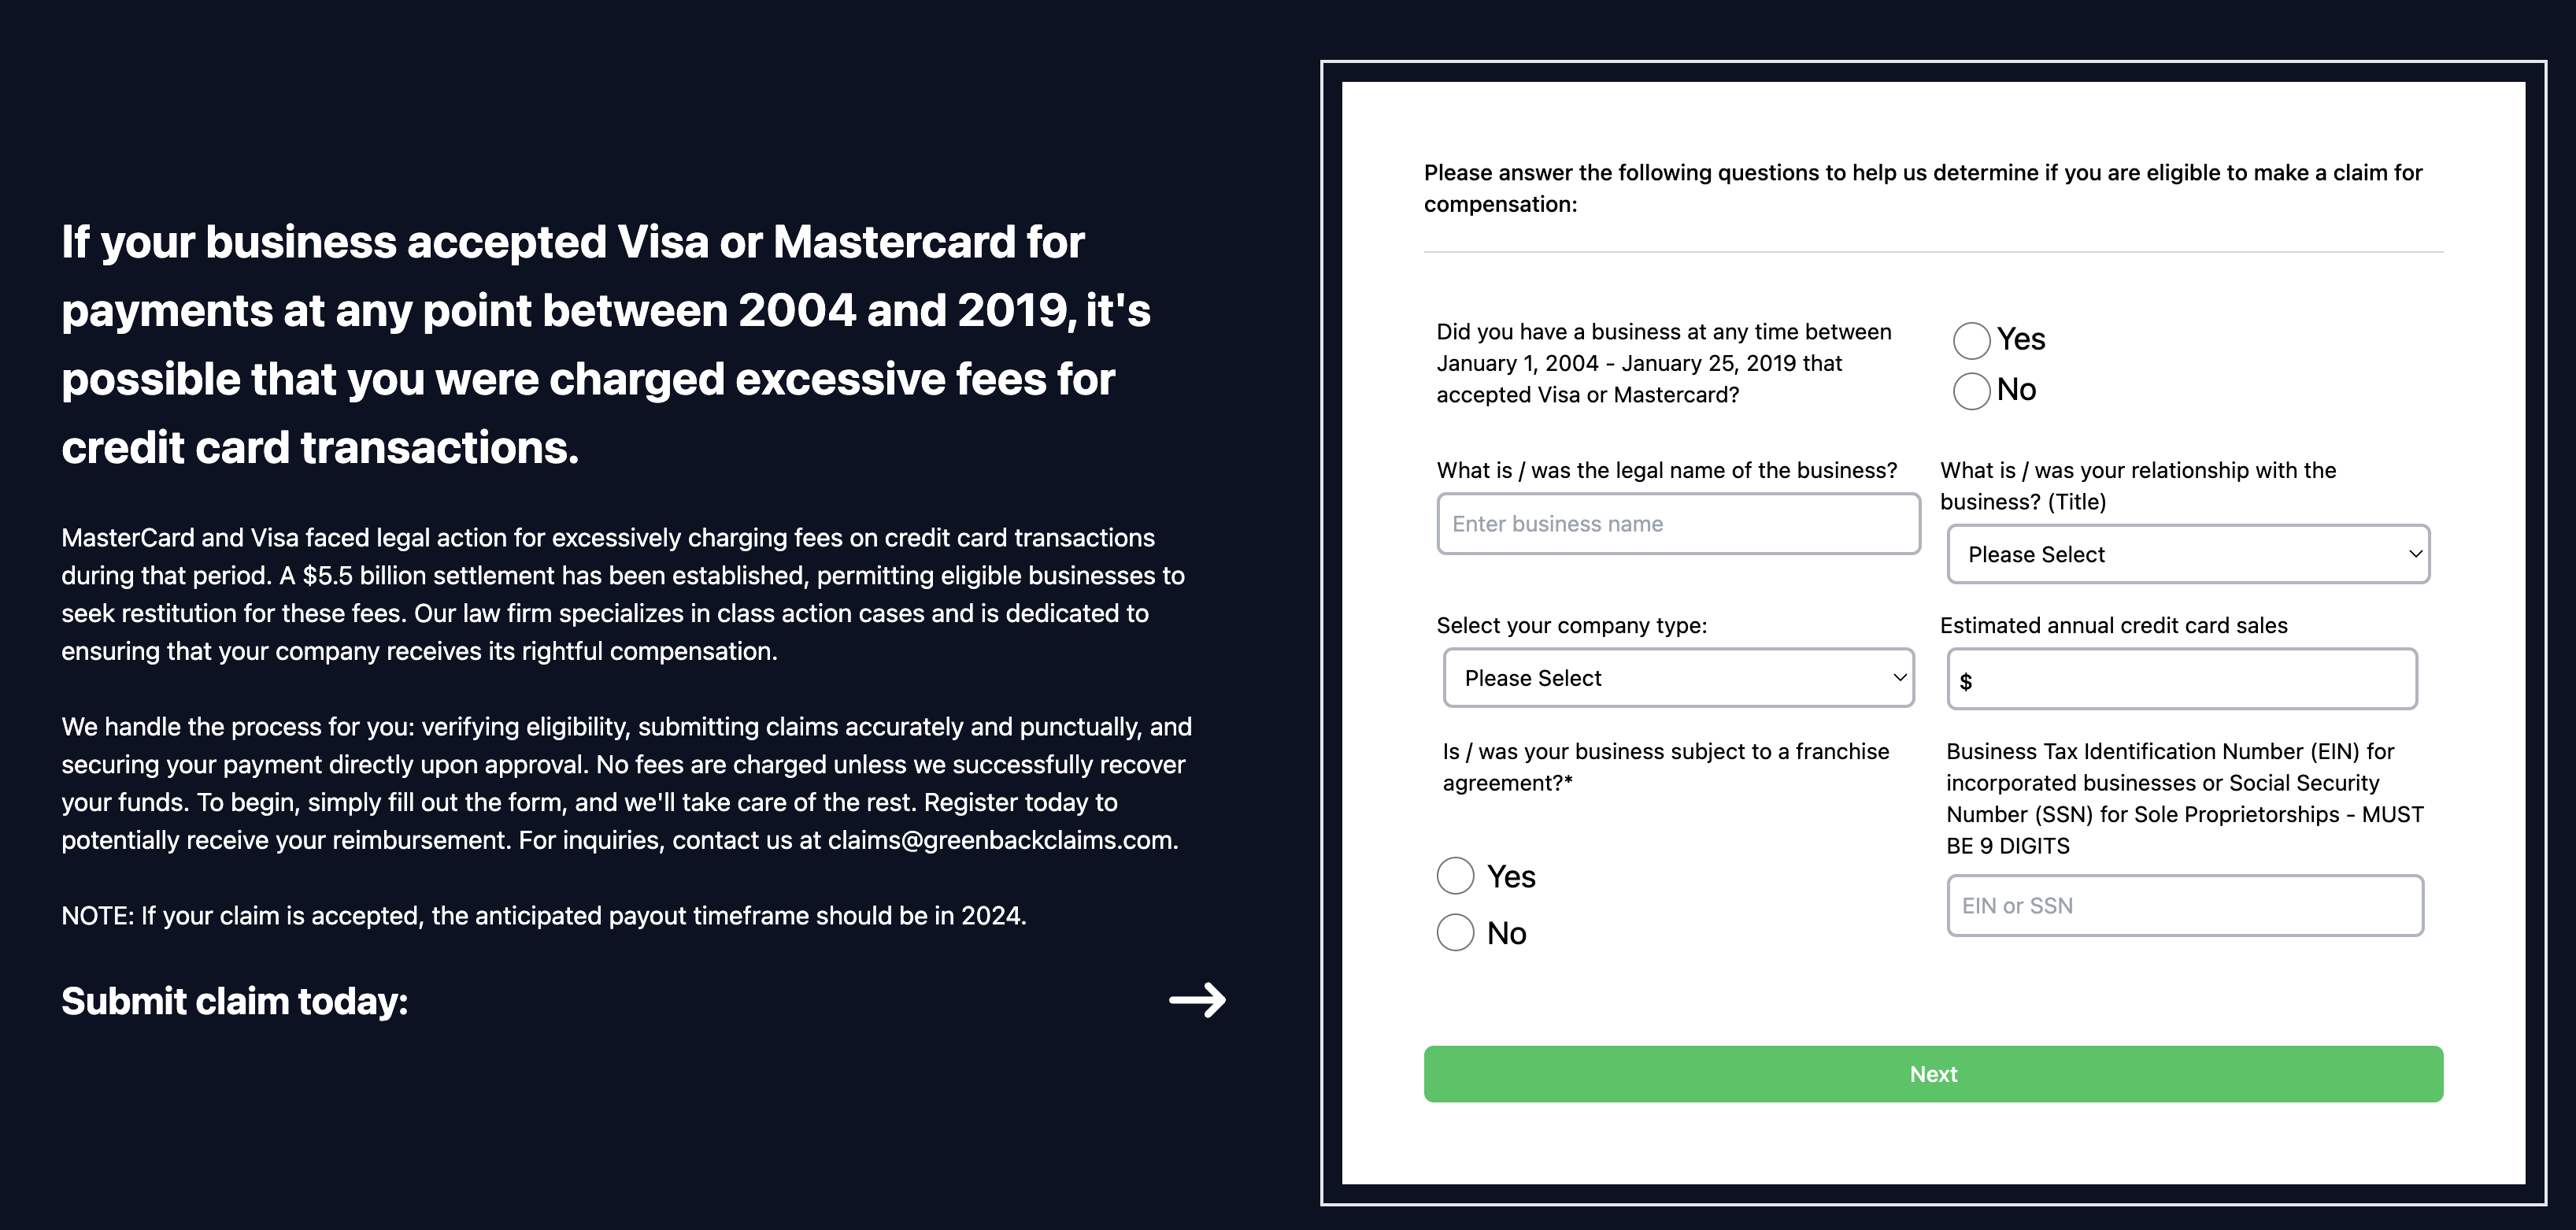 If your business accepted Visa or Mastercard for
payments at any point between 2004 and 2019, it's
possible that you were charged excessive fees for
credit card transactions.
MasterCard and Visa faced legal action for excessively charging fees on credit card transactions
during that period. A $5.5 billion settlement has been established, permitting eligible businesses to
seek restitution for these fees. Our law firm specializes in class action cases and is dedicated to
ensuring that your company receives its rightful compensation.
We handle the process for you: verifying eligibility, submitting claims accurately and punctually, and
securing your payment directly upon approval. No fees are charged unless we successfully recover
your funds. To begin, simply fill out the form, and we'll take care of the rest. Register today to
potentially receive your reimbursement. For inquiries, contact us at claims@greenbackclaims.com.
NOTE: If your claim is accepted, the anticipated payout timeframe should be in 2024.
Submit claim today:
Please answer the following questions to help us determine if you are eligible to make a claim for
compensation:
Did you have a business at any time between
January 1, 2004 - January 25, 2019 that
accepted Visa or Mastercard?
Yes
No
What is / was the legal name of the business?
Enter business name
What is / was your relationship with the
business? (Title)
Please Select
Select your company type:
Please Select
Estimated annual credit card sales
$
Is / was your business subject to a franchise
agreement?*
Yes
No
Business Tax Identification Number (EIN) for
incorporated businesses or Social Security
Number (SSN) for Sole Proprietorships - MUST
BE 9 DIGITS
EIN or SSN
Next